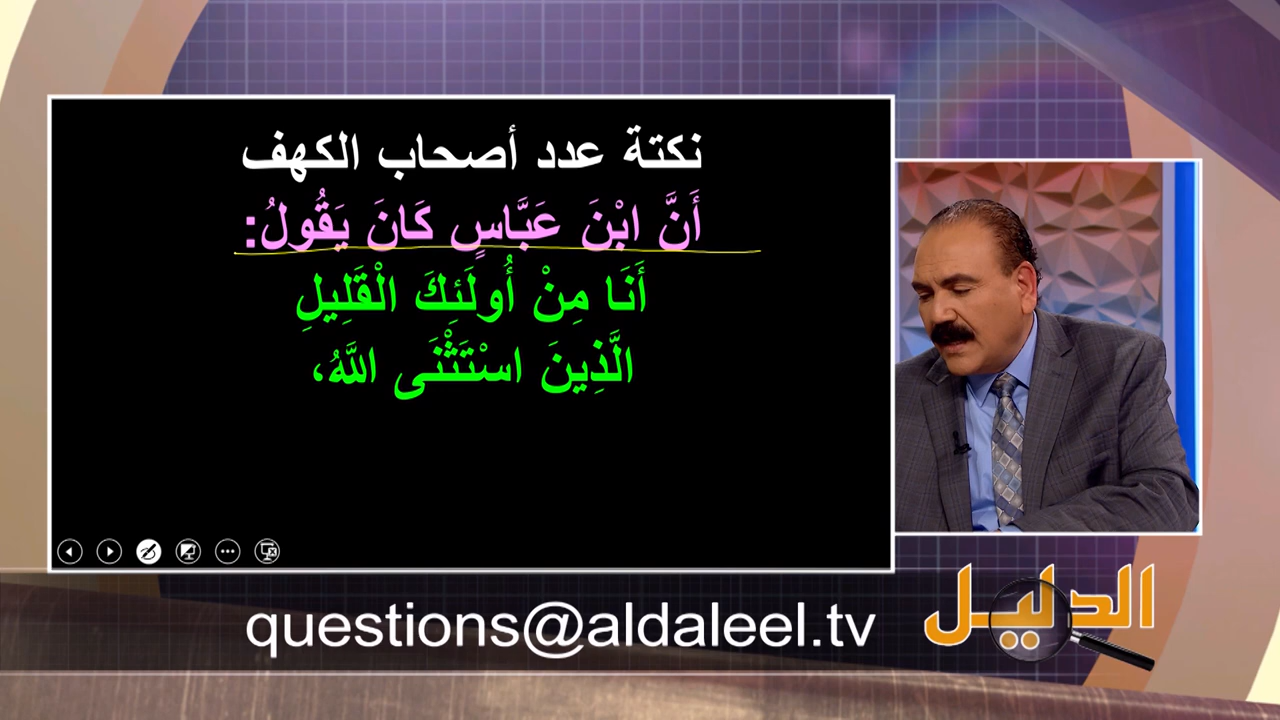 نكتة عدد أصحاب الكهف
أَنَّ ابْنَ عَبَّاسٍ كَانَ يَقُولُ:
أَنَا مِنْ أُولَئِكَ الْقَلِيلِ
الَّذِينَ اسْتَثْنَى اللَّهُ،
questions@aldaleel.tv
الدليل